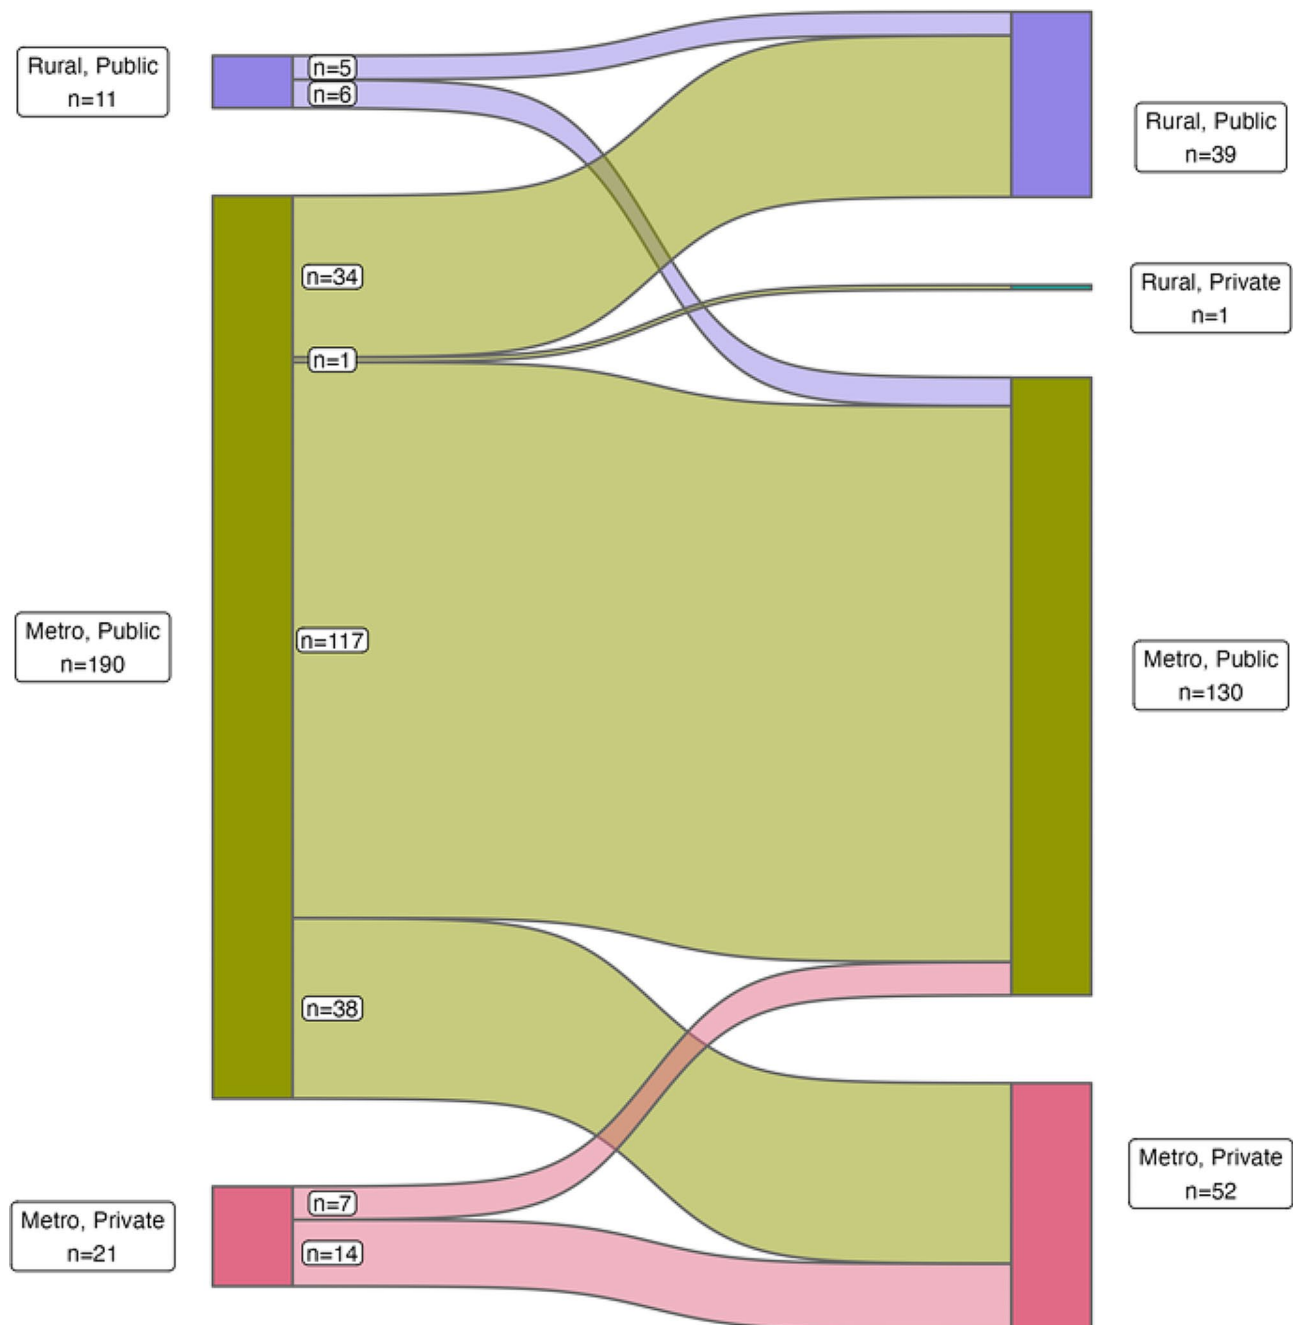 Rural, Public
n=11
n=5
n=6
Rural, Public
n=39
n=34
Rural, Private
n=1
n=1
Metro, Public
n=190
n=117
Metro, Public
n=130
n=38
Metro, Private
n=52
Metro, Private
n=21
n=7
n=14